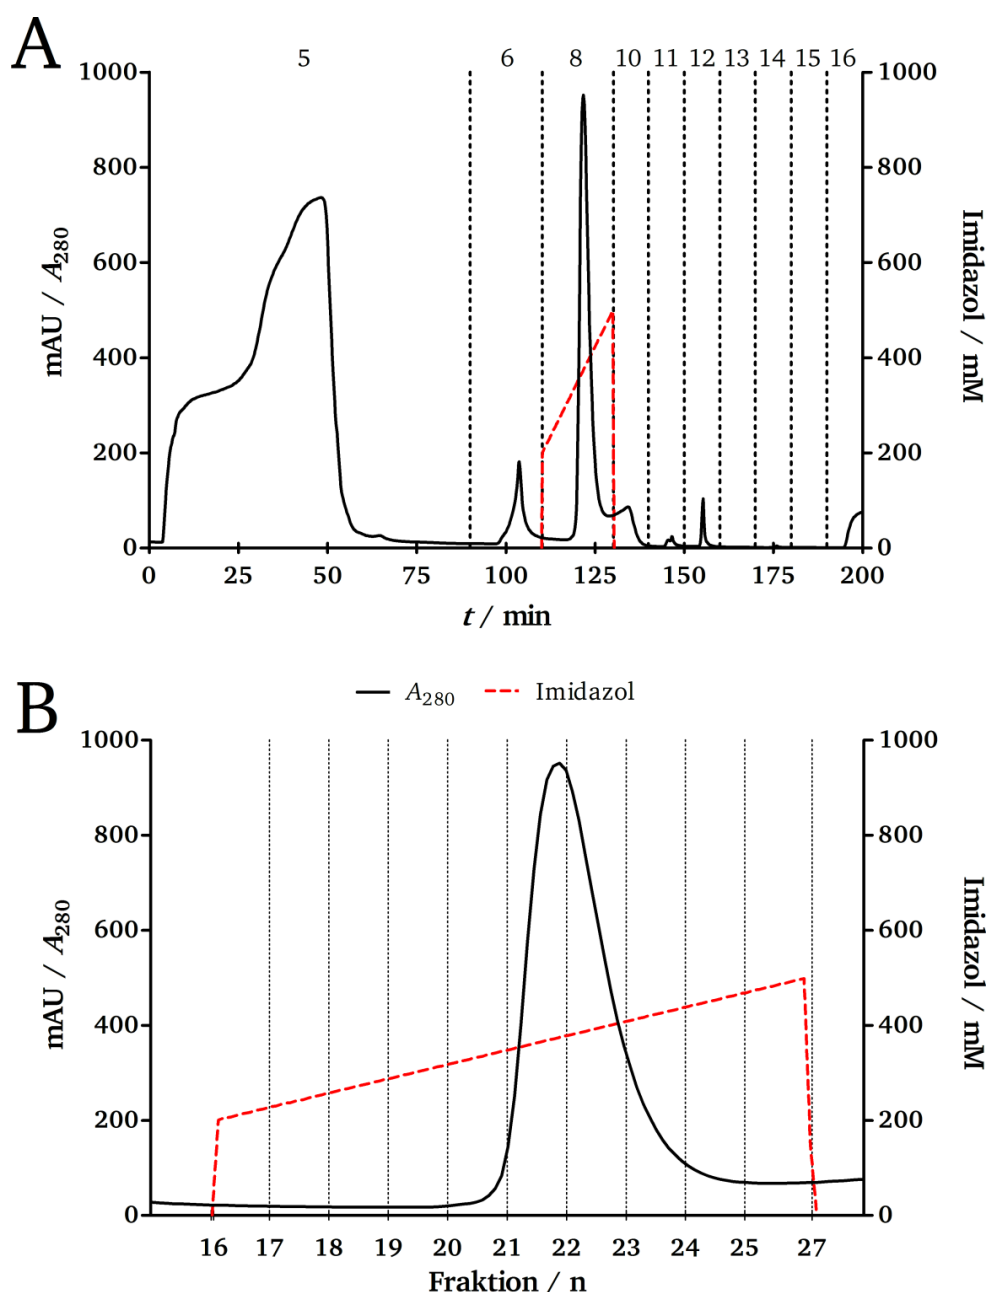 A
5 6 8 10 11 12 13 14 15 16
1000 1000
800 800
600 600
400 400
200 200
0 0
mAU / A280
Imidazol / mM
0 25 50 75 100 125 150 175 200
t / min
B
A280 Imidazol
1000 1000
800 800
600 600
400 400
200 200
0 0
mAU / A280
Imidazol / mM
16 17 18 19 20 21 22 23 24 25 27
Fraktion / n